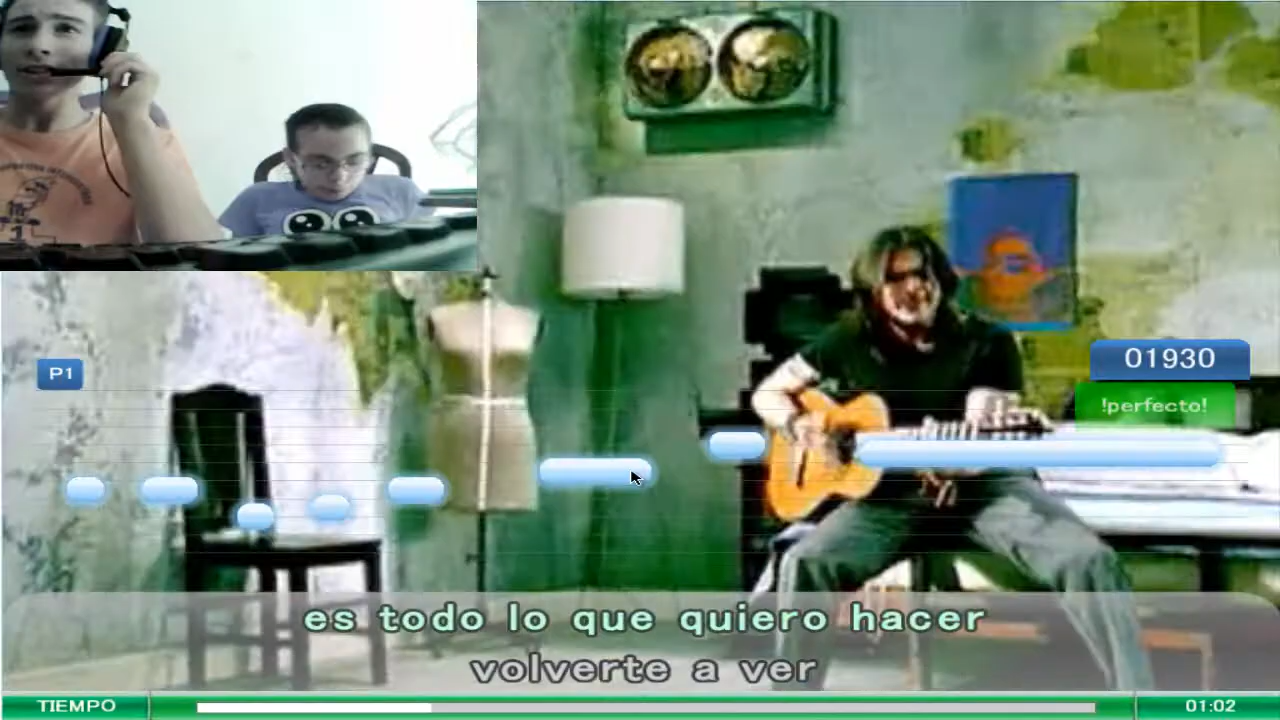 P1
01930
!perfecto!
es todo lo que quiero hacer
volverte a ver
TIEMPO
01:02